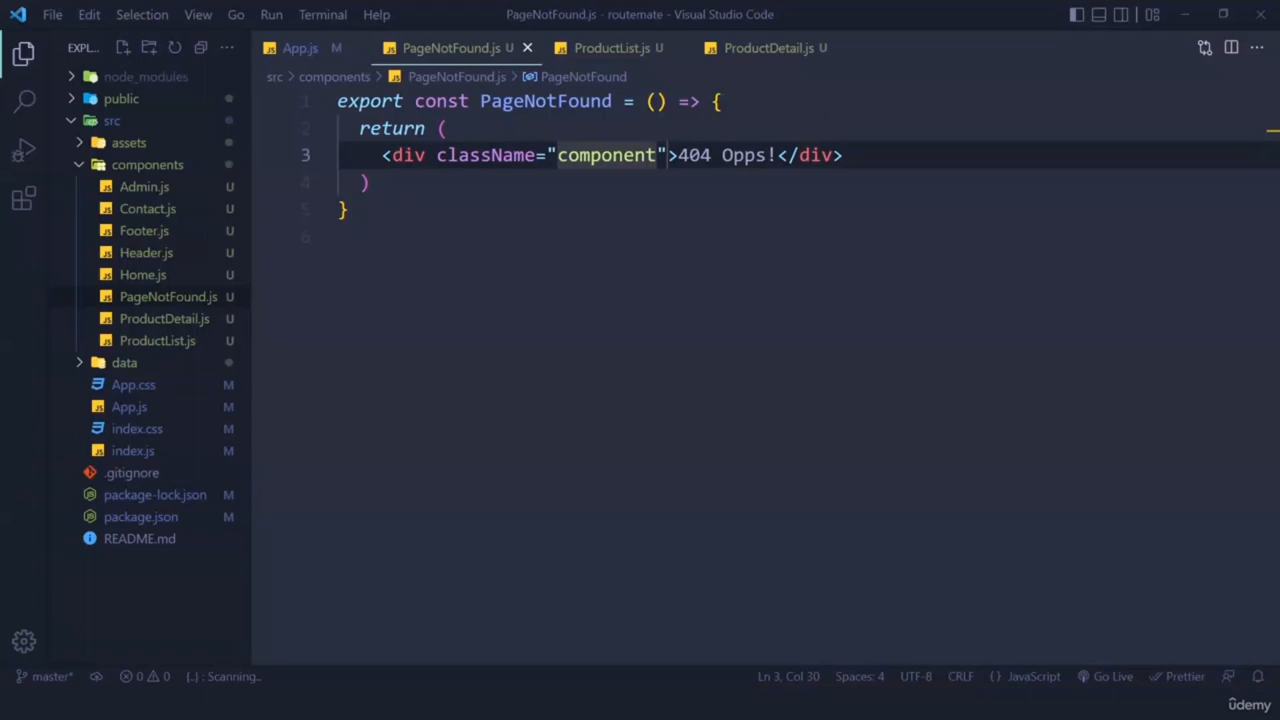 File Edit Selection View Go Run Terminal Help PageNotFound.js - routemate - Visual Studio Code
EXPL... App.js M PageNotFound.js U ProductList.js U ProductDetail.js U
src > components > PageNotFound.js > PageNotFound
node_modules
public
src
assets
components
Admin.js U
Contact.js U
Footer.js U
Header.js U
Home.js U
PageNotFound.js U
ProductDetail.js U
ProductList.js U
data
App.css M
App.js M
index.css M
index.js M
.gitignore
package-lock.json M
package.json M
README.md
1 export const PageNotFound = () => {
2 return (
3 <div className="component">404 Opps!</div>
4 )
5 }
6
master* 0 0 {..} : Scanning.. Ln 3, Col 30 Spaces: 4 UTF-8 CRLF {} JavaScript Go Live Prettier
udemy